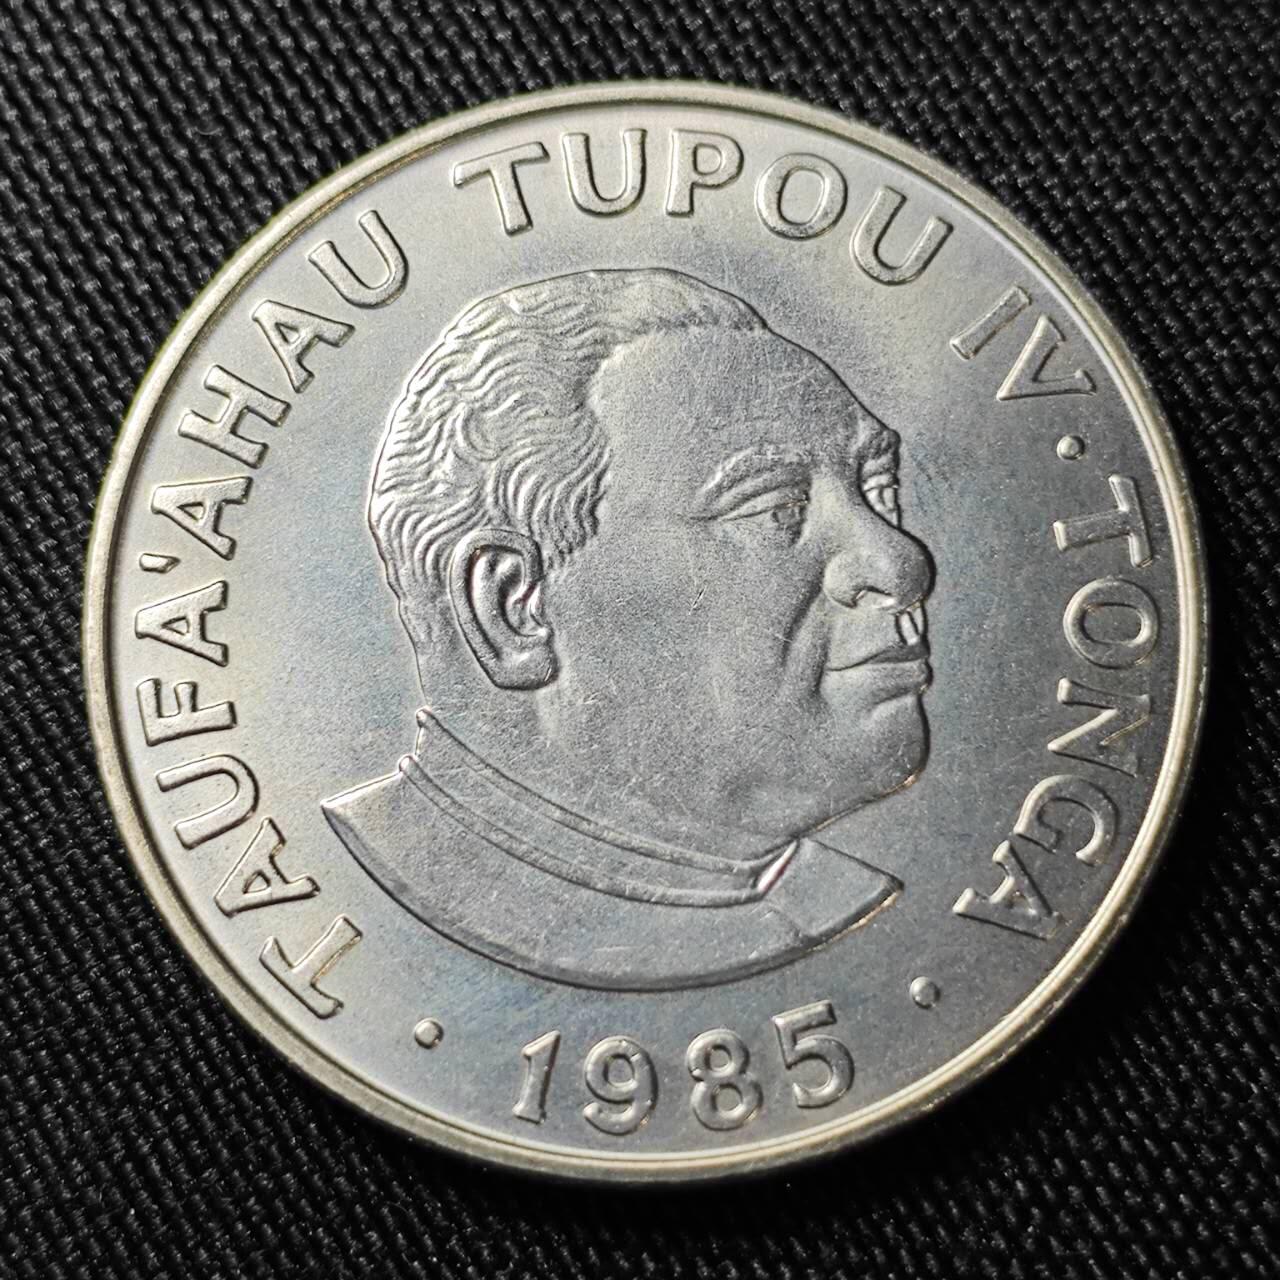 TAUFA'AHAU TUPOU IV · TONGA
· 1985 ·